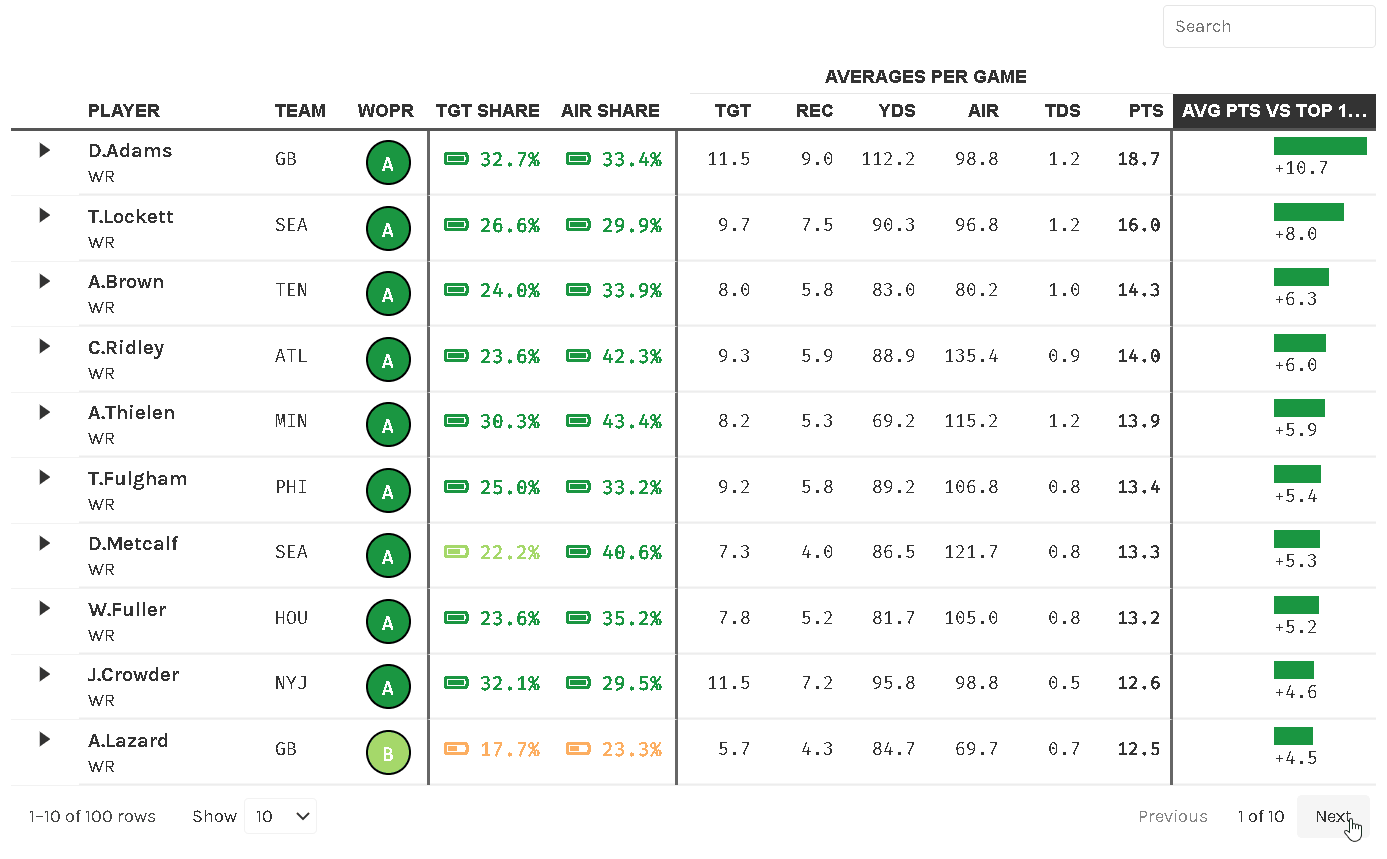 Search
AVERAGES PER GAME
PLAYER TEAM WOPR TGT SHARE AIR SHARE TGT REC YDS AIR TDS PTS AVG PTS VS TOP 1...
D.Adams GB A 32.7% 33.4% 11.5 9.0 112.2 98.8 1.2 18.7
WR +10.7
T.Lockett SEA A 26.6% 29.9% 9.7 7.5 90.3 96.8 1.2 16.0
WR +8.0
A.Brown TEN A 24.0% 33.9% 8.0 5.8 83.0 80.2 1.0 14.3
WR +6.3
C.Ridley ATL A 23.6% 42.3% 9.3 5.9 88.9 135.4 0.9 14.0
WR +6.0
A.Thielen MIN A 30.3% 43.4% 8.2 5.3 69.2 115.2 1.2 13.9
WR +5.9
T.Fulgham PHI A 25.0% 33.2% 9.2 5.8 89.2 106.8 0.8 13.4
WR +5.4
D.Metcalf SEA A 22.2% 40.6% 7.3 4.0 86.5 121.7 0.8 13.3
WR +5.3
W.Fuller HOU A 23.6% 35.2% 7.8 5.2 81.7 105.0 0.8 13.2
WR +5.2
J.Crowder NYJ A 32.1% 29.5% 11.5 7.2 95.8 98.8 0.5 12.6
WR +4.6
A.Lazard GB B 17.7% 23.3% 5.7 4.3 84.7 69.7 0.7 12.5
WR +4.5
1–10 of 100 rows Show 10 Previous 1 of 10 Next